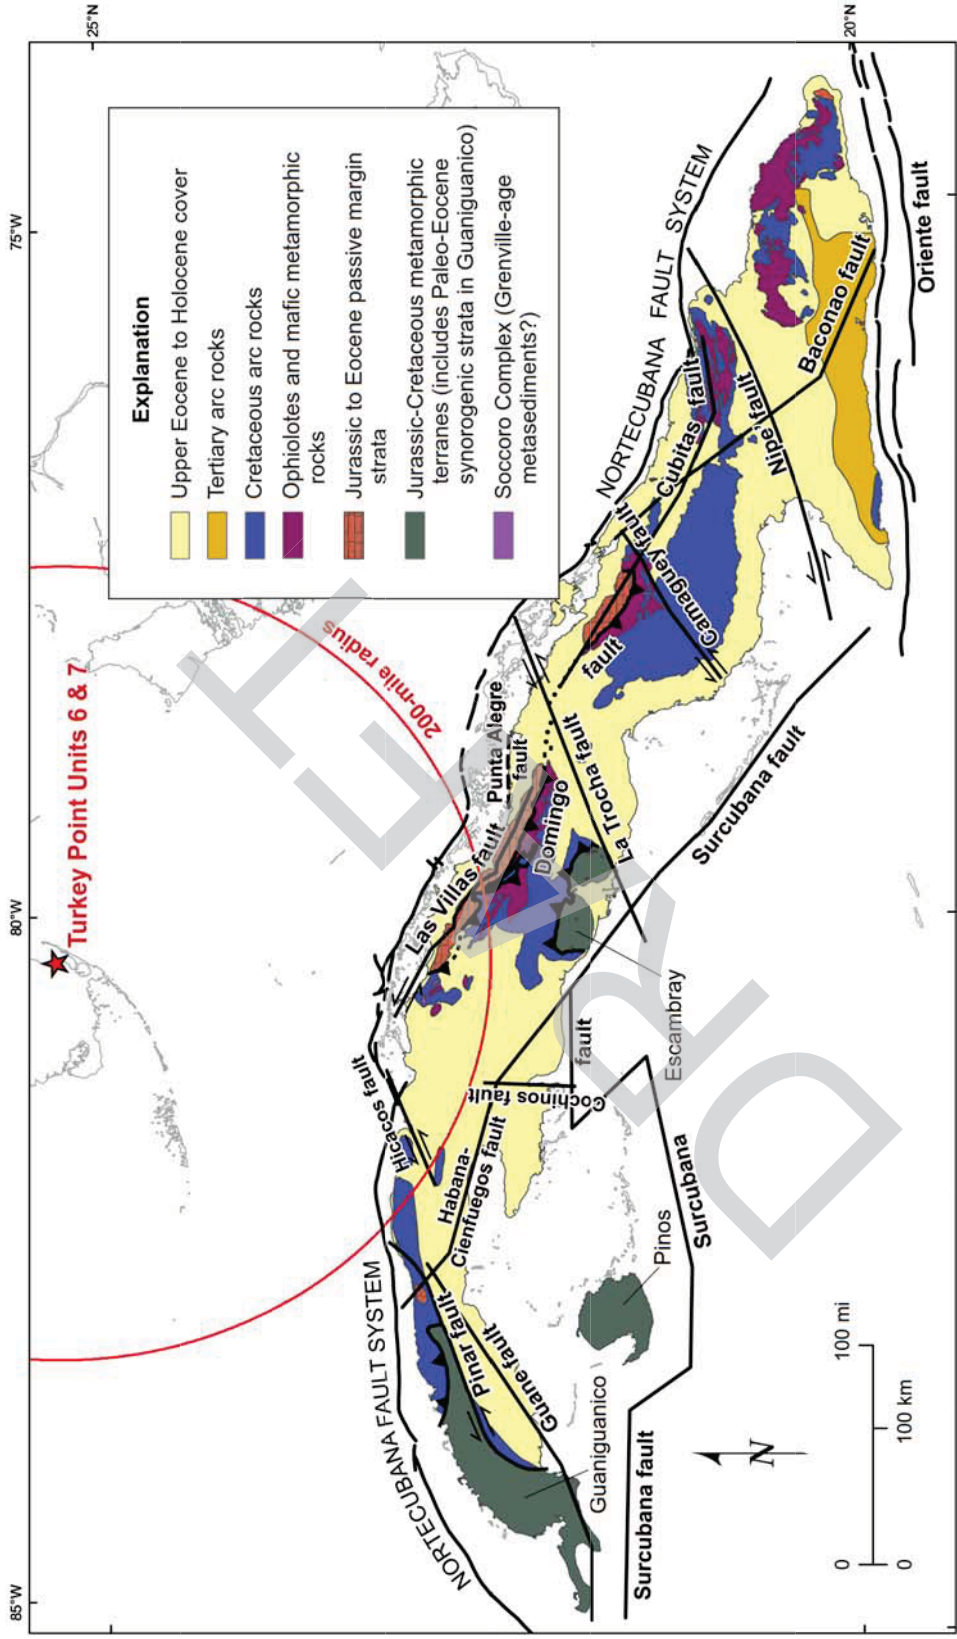 85°W
80°W
75°W
25°N
20°N
Turkey Point Units 6 & 7
200-mile radius
Explanation
Upper Eocene to Holocene cover
Tertiary arc rocks
Cretaceous arc rocks
Ophiolotes and mafic metamorphic
rocks
Jurassic to Eocene passive margin
strata
Jurassic-Cretaceous metamorphic
terranes (includes Paleo-Eocene
synorogenic strata in Guaniguanico)
Soccoro Complex (Grenville-age
metasediments?)
NORTECUBANA FAULT SYSTEM
NORTECUBANA FAULT SYSTEM
Hicacos fault
Las Villas fault
Punta Alegre
fault
Domingo
fault
La Trocha fault
Camaguey fault
Cubitas
fault
Nipe fault
Baconao fault
Oriente fault
Pinar fault
Guane fault
Habana-
Cienfuegos fault
Cochinos fault
fault
Escambray
Surcubana fault
Surcubana
Pinos
Guaniguanico
Surcubana fault
N
0 100 mi
0 100 km
DRAFT